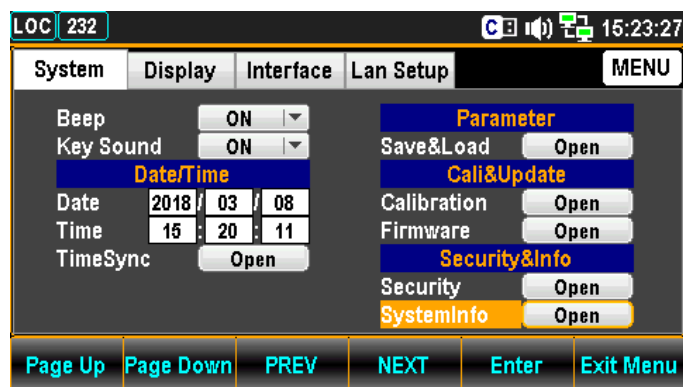 LOC 232 C 15:23:27
System Display Interface Lan Setup MENU
Beep ON
Key Sound ON
Date/Time
Date 2018 / 03 / 08
Time 15 : 20 : 11
TimeSync Open
Parameter
Save&Load Open
Cali&Update
Calibration Open
Firmware Open
Security&Info
Security Open
SystemInfo Open
Page Up Page Down PREV NEXT Enter Exit Menu